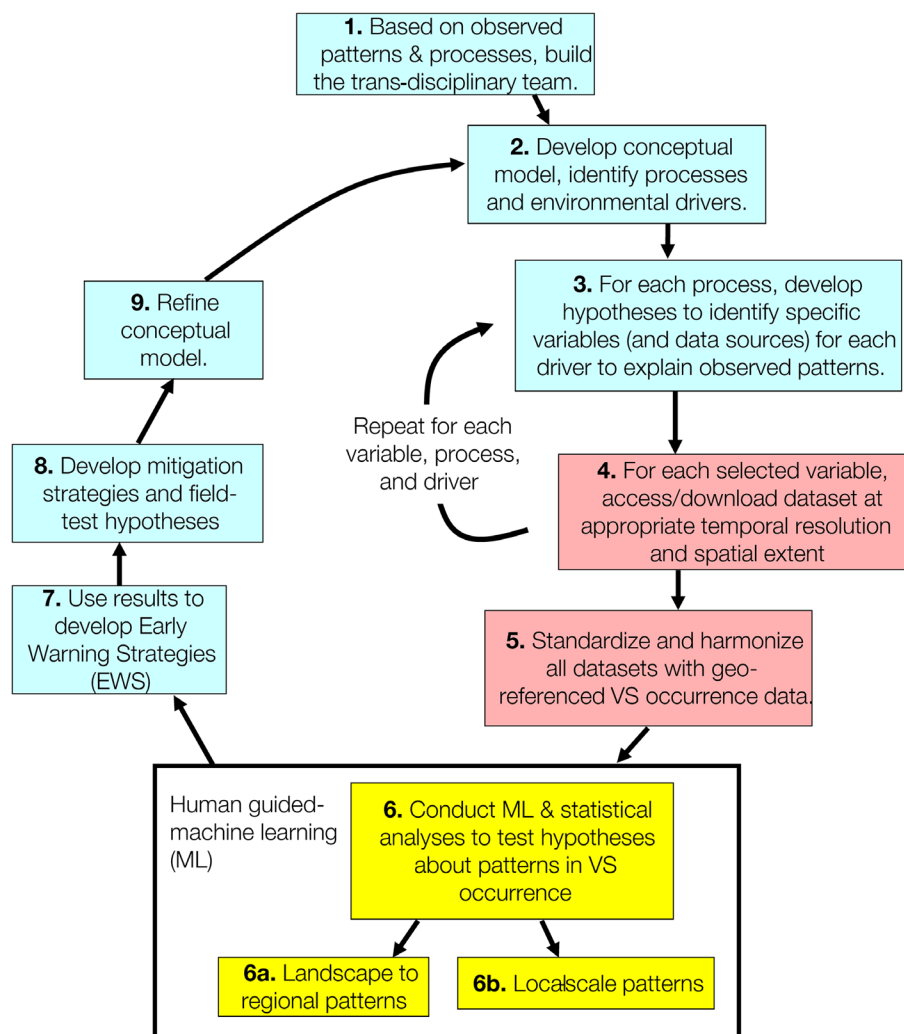 1. Based on observed
patterns & processes, build
the trans-disciplinary team.
2. Develop conceptual
model, identify processes
and environmental drivers.
3. For each process, develop
hypotheses to identify specific
variables (and data sources) for each
driver to explain observed patterns.
Repeat for each
variable, process,
and driver
4. For each selected variable,
access/download dataset at
appropriate temporal resolution
and spatial extent
5. Standardize and harmonize
all datasets with geo-
referenced VS occurrence data.
Human guided-
machine learning
(ML)
6. Conduct ML & statistical
analyses to test hypotheses
about patterns in VS
occurrence
6a. Landscape to
regional patterns
6b. Local-scale patterns
7. Use results to
develop Early
Warning Strategies
(EWS)
8. Develop mitigation
strategies and field-
test hypotheses
9. Refine
conceptual
model.